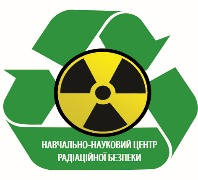 НАВЧАЛЬНО-НАУКОВИЙ ЦЕНТР
РАДІАЦІЙНОЇ БЕЗПЕКИ